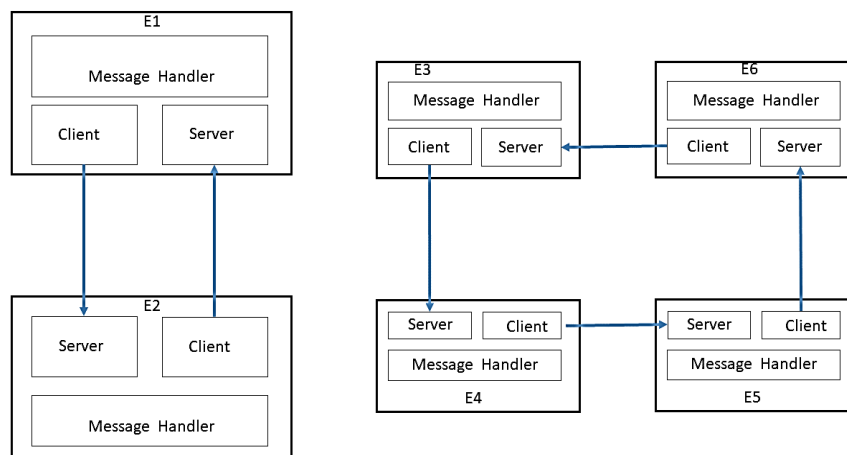 E1
Message Handler
Client
Server
E2
Server
Client
Message Handler
E3
Message Handler
Client
Server
E6
Message Handler
Client
Server
Server
Client
Message Handler
E4
Server
Client
Message Handler
E5